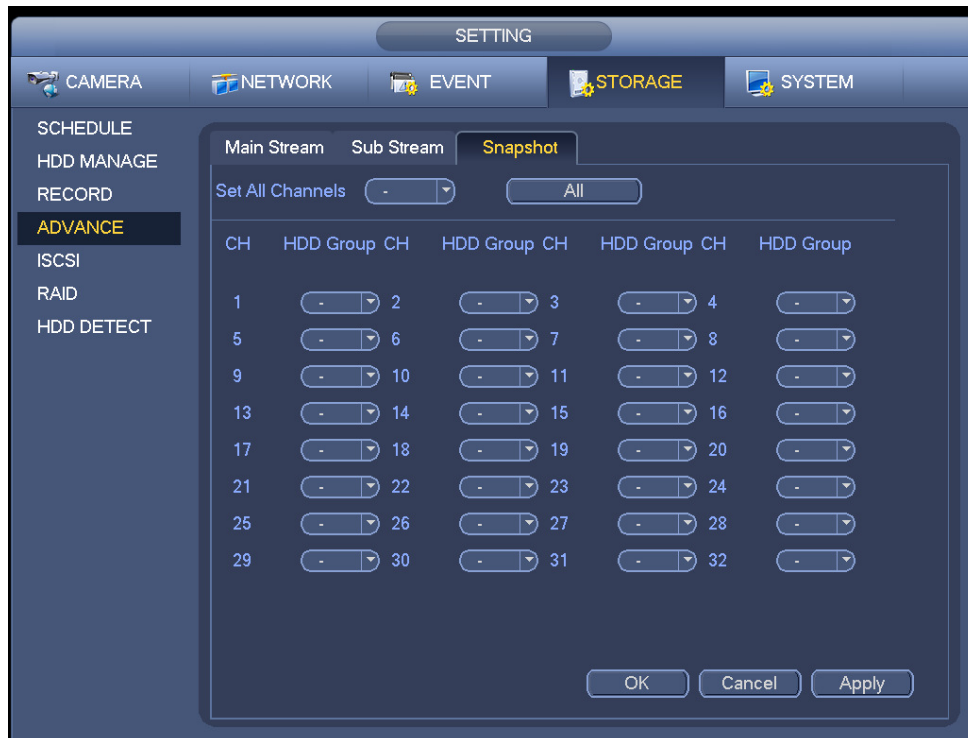 SETTING
CAMERA NETWORK EVENT STORAGE SYSTEM
SCHEDULE
HDD MANAGE
RECORD
ADVANCE
ISCSI
RAID
HDD DETECT
Main Stream Sub Stream Snapshot
Set All Channels - All
CH HDD Group CH HDD Group CH HDD Group CH HDD Group
1 - 2 - 3 - 4 -
5 - 6 - 7 - 8 -
9 - 10 - 11 - 12 -
13 - 14 - 15 - 16 -
17 - 18 - 19 - 20 -
21 - 22 - 23 - 24 -
25 - 26 - 27 - 28 -
29 - 30 - 31 - 32 -
OK Cancel Apply